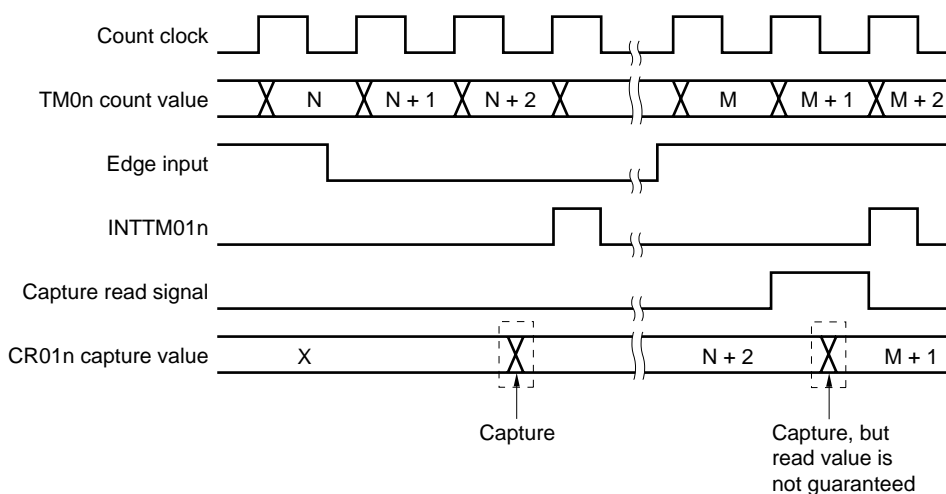 Count clock
TM0n count value
N
N + 1
N + 2
M
M + 1
M + 2
Edge input
INTTM01n
Capture read signal
CR01n capture value
X
N + 2
M + 1
Capture
Capture, but
read value is
not guaranteed